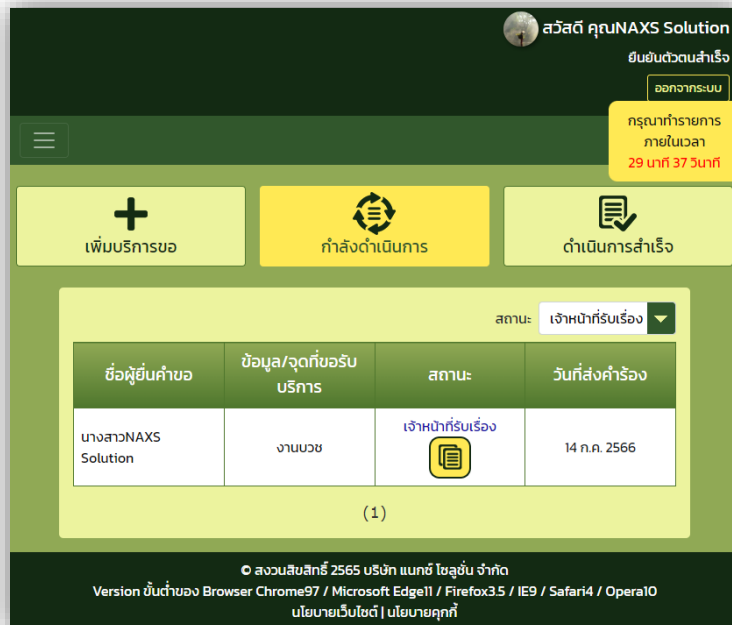 สวัสดี คุณNAXS Solution
ยืนยันตัวตนสำเร็จ
ออกจากระบบ
กรุณาทำรายการ
ภายในเวลา
29 นาที 37 วินาที
เพิ่มบริการขอ
กำลังดำเนินการ
ดำเนินการสำเร็จ
สถานะ เจ้าหน้าที่รับเรื่อง
ชื่อผู้ยื่นคำขอ
ข้อมูล/จุดที่ขอรับ
บริการ
สถานะ
วันที่ส่งคำร้อง
นางสาวNAXS
Solution
งานบวช
เจ้าหน้าที่รับเรื่อง
14 ก.ค. 2566
(1)
© สงวนสิขสิทธิ์ 2565 บริษัท แนกซ์ โซลูชั่น จำกัด
Version ขั้นต่ำของ Browser Chrome97 / Microsoft Edge11 / Firefox3.5 / IE9 / Safari4 / Opera10
นโยบายเว็บไซต์ | นโยบายคุกกี้